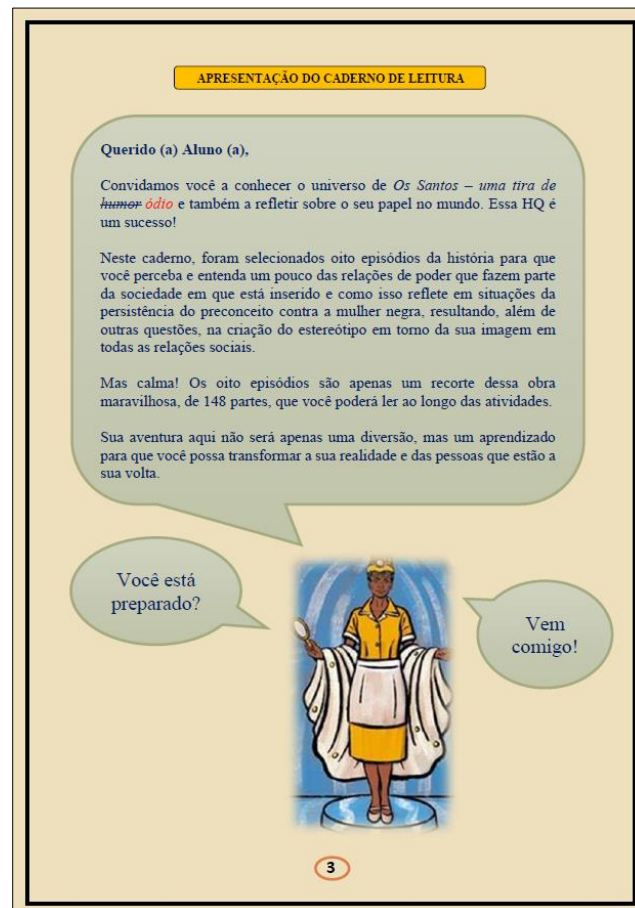 APRESENTAÇÃO DO CADERNO DE LEITURA
Querido (a) Aluno (a),
Convidamos você a conhecer o universo de Os Santos – uma tira de
humor ódio e também a refletir sobre o seu papel no mundo. Essa HQ é
um sucesso!
Neste caderno, foram selecionados oito episódios da história para que
você perceba e entenda um pouco das relações de poder que fazem parte
da sociedade em que está inserido e como isso reflete em situações da
persistência do preconceito contra a mulher negra, resultando, além de
outras questões, na criação do estereótipo em torno da sua imagem em
todas as relações sociais.
Mas calma! Os oito episódios são apenas um recorte dessa obra
maravilhosa, de 148 partes, que você poderá ler ao longo das atividades.
Sua aventura aqui não será apenas uma diversão, mas um aprendizado
para que você possa transformar a sua realidade e das pessoas que estão a
sua volta.
Você está
preparado?
Vem
comigo!
3